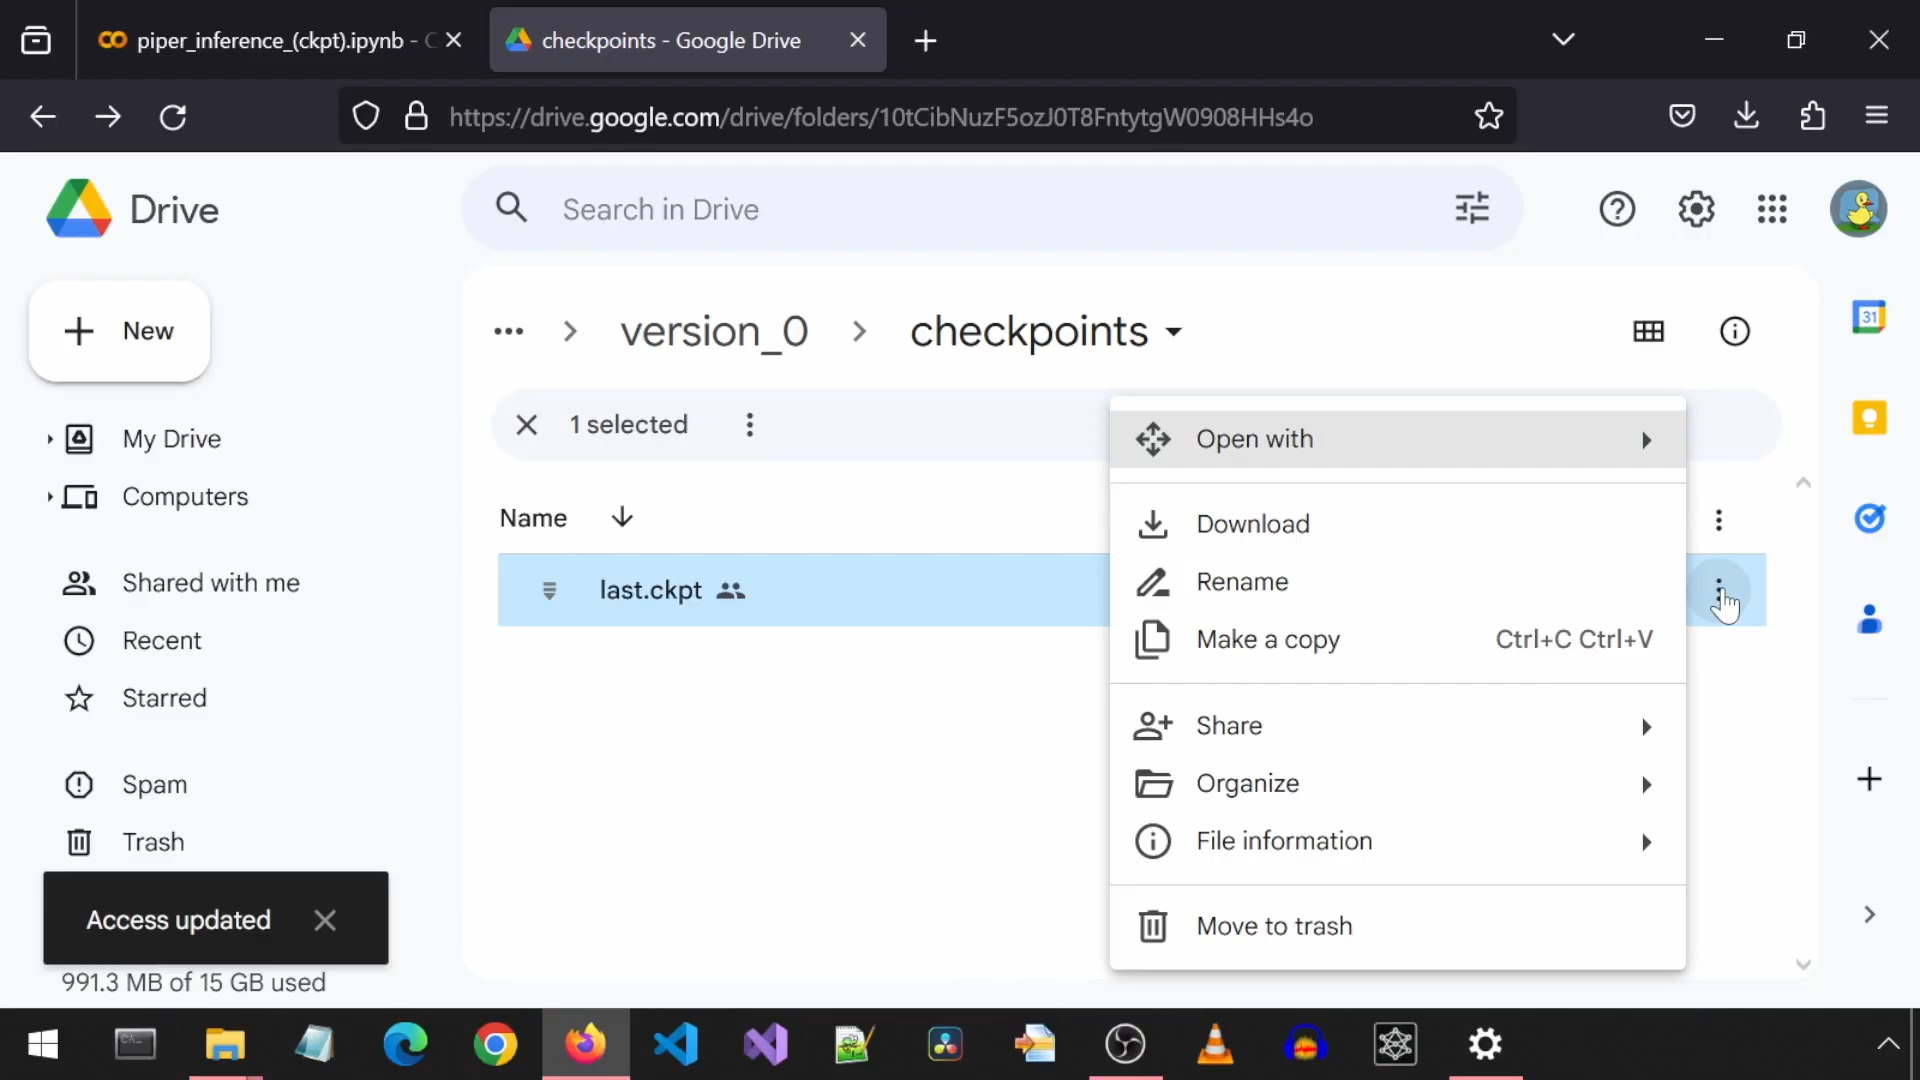 piper_inference_(ckpt).ipynb - C
checkpoints - Google Drive
https://drive.google.com/drive/folders/10tCibNuzF5ozJ0T8FntytgW0908HHs4o
Drive
Search in Drive
New
version_0
checkpoints
31
1 selected
Open with
My Drive
Computers
Name
Download
last.ckpt
Rename
Shared with me
Make a copy Ctrl+C Ctrl+V
Recent
Starred
Share
Spam
Organize
Trash
File information
Access updated
Move to trash
991.3 MB of 15 GB used